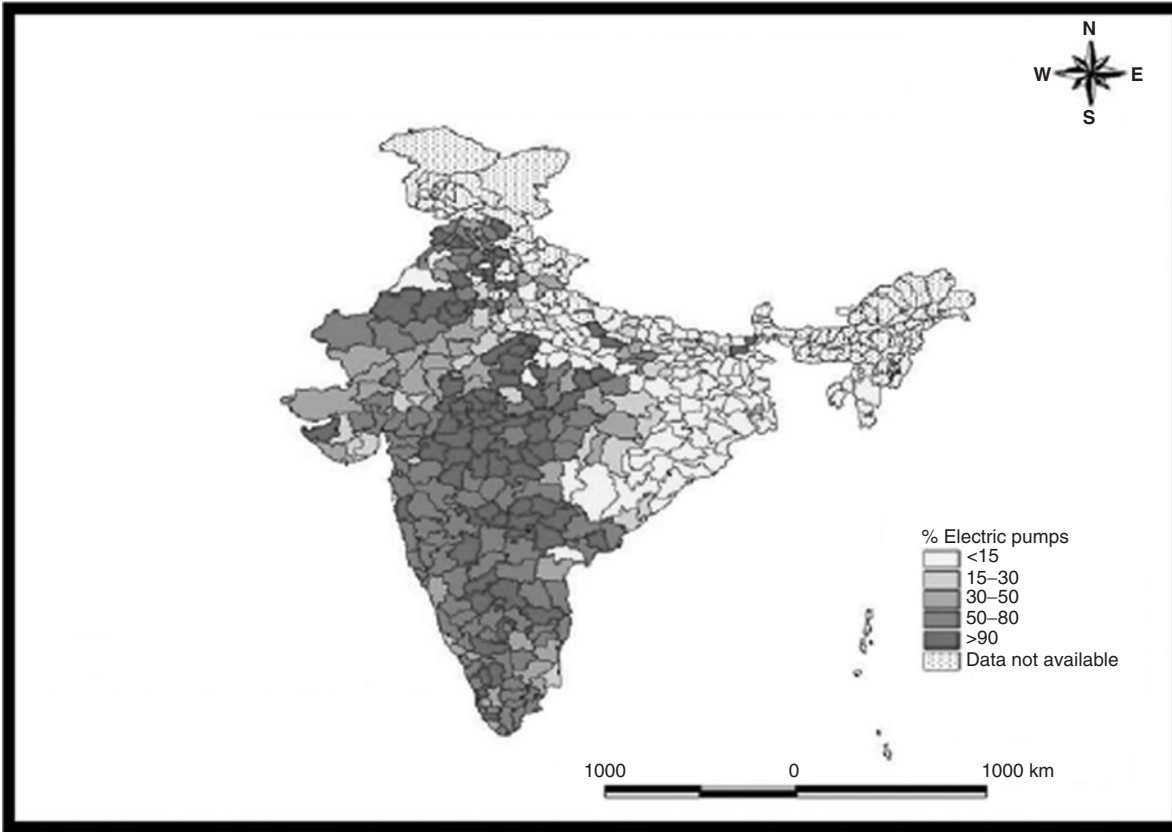 N
W E
S
% Electric pumps
<15
15–30
30–50
50–80
>90
Data not available
1000 0 1000 km